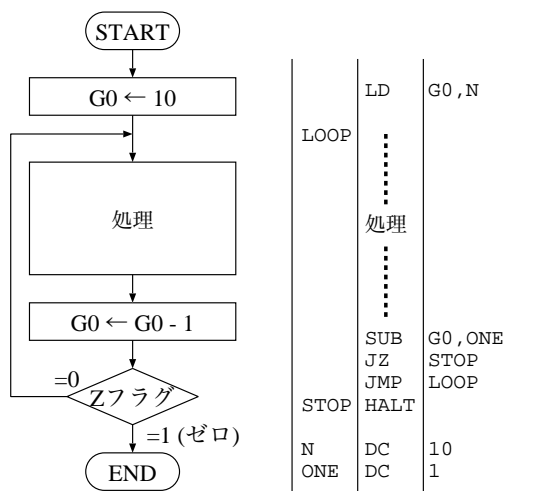 START
G0 ← 10
処理
G0 ← G0 - 1
=0
Zフラグ
=1 (ゼロ)
END
LD G0,N
LOOP
処理
SUB G0,ONE
JZ STOP
JMP LOOP
STOP HALT
N DC 10
ONE DC 1